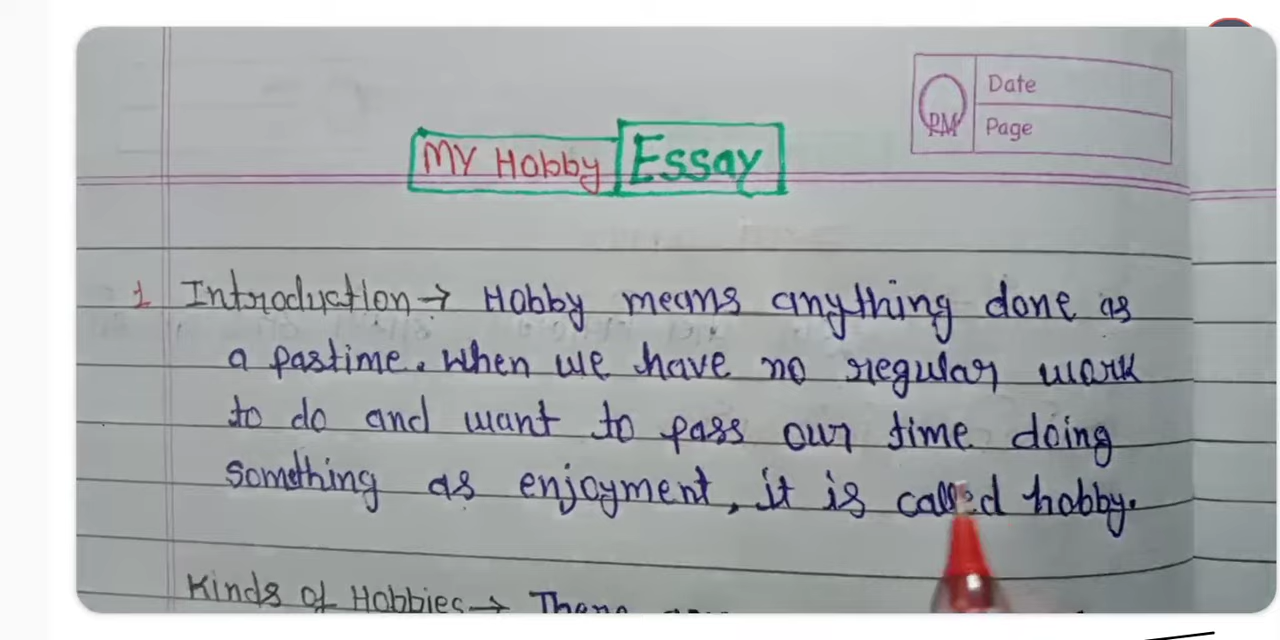 Date
RM
Page
MY Hobby Essay
1 Introduction → Hobby means anything done as
a pastime. When we have no regular work
to do and want to pass our time doing
something as enjoyment, it is called hobby.
Kinds of Hobbies → There